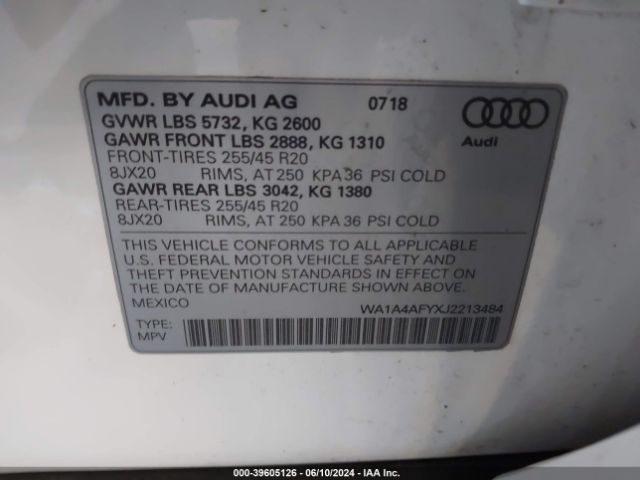 MFD. BY AUDI AG 0718
GVWR LBS 5732, KG 2600
GAWR FRONT LBS 2888, KG 1310
FRONT-TIRES 255/45 R20
8JX20 RIMS, AT 250 KPA 36 PSI COLD
GAWR REAR LBS 3042, KG 1380
REAR-TIRES 255/45 R20
8JX20 RIMS, AT 250 KPA 36 PSI COLD
Audi
THIS VEHICLE CONFORMS TO ALL APPLICABLE
U.S. FEDERAL MOTOR VEHICLE SAFETY AND
THEFT PREVENTION STANDARDS IN EFFECT ON
THE DATE OF MANUFACTURE SHOWN ABOVE.
MEXICO
WA1A4AFYXJ2213484
TYPE:
MPV
000-39605126 - 06/10/2024 - IAA Inc.